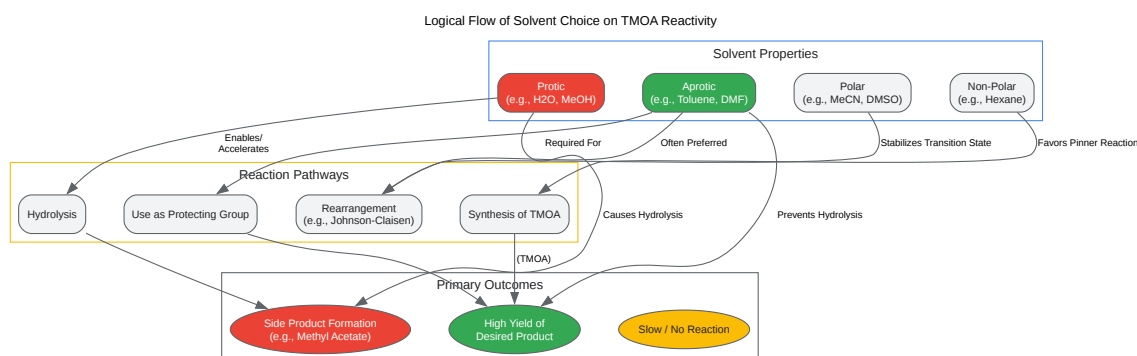 Logical Flow of Solvent Choice on TMOA Reactivity
Solvent Properties
Protic
(e.g., H2O, MeOH)
Aprotic
(e.g., Toluene, DMF)
Polar
(e.g., MeCN, DMSO)
Non-Polar
(e.g., Hexane)
Enables/
Accelerates
Required For
Often Preferred
Stabilizes Transition State
Favors Pinner Reaction
Reaction Pathways
Hydrolysis
Use as Protecting Group
Rearrangement
(e.g., Johnson-Claisen)
Synthesis of TMOA
Causes Hydrolysis
Prevents Hydrolysis
(TMOA)
Primary Outcomes
Side Product Formation
(e.g., Methyl Acetate)
High Yield of
Desired Product
Slow / No Reaction